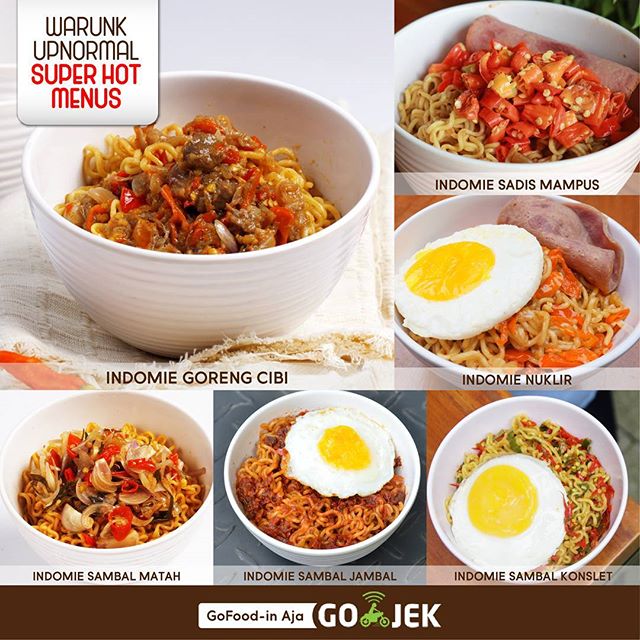 WARUNK
UPNORMAL
SUPER HOT
MENUS
INDOMIE SADIS MAMPUS
INDOMIE GORENG CIBI
INDOMIE NUKLIR
INDOMIE SAMBAL MATAH
INDOMIE SAMBAL JAMBAL
INDOMIE SAMBAL KONSLET
GoFood-in Aja
GO JEK